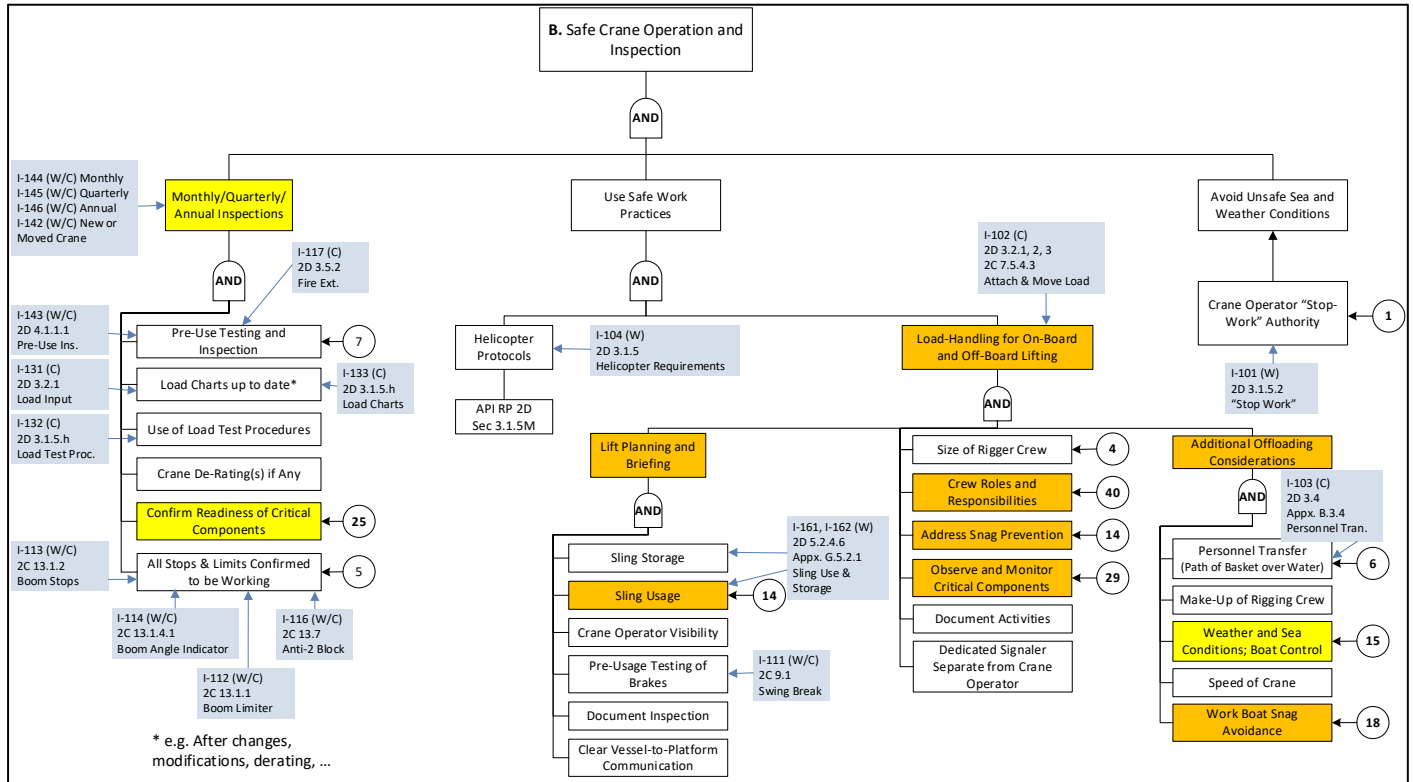 B. Safe Crane Operation and
Inspection
AND
I-144 (W/C) Monthly
I-145 (W/C) Quarterly
I-146 (W/C) Annual
I-142 (W/C) New or
Moved Crane
Monthly/Quarterly/
Annual Inspections
Use Safe Work
Practices
Avoid Unsafe Sea and
Weather Conditions
AND
I-117 (C)
2D 3.5.2
Fire Ext.
I-143 (W/C)
2D 4.1.1.1
Pre-Use Ins.
Pre-Use Testing and
Inspection
7
I-131 (C)
2D 3.2.1
Load Input
Load Charts up to date*
I-133 (C)
2D 3.1.5.h
Load Charts
I-132 (C)
2D 3.1.5.h
Load Test Proc.
Use of Load Test Procedures
Crane De-Rating(s) if Any
Confirm Readiness of Critical
Components
25
I-113 (W/C)
2C 13.1.2
Boom Stops
All Stops & Limits Confirmed
to be Working
5
I-114 (W/C)
2C 13.1.4.1
Boom Angle Indicator
I-112 (W/C)
2C 13.1.1
Boom Limiter
I-116 (W/C)
2C 13.7
Anti-2 Block
* e.g. After changes,
modifications, derating, ...
AND
Helicopter
Protocols
I-104 (W)
2D 3.1.5
Helicopter Requirements
API RP 2D
Sec 3.1.5M
I-102 (C)
2D 3.2.1, 2, 3
2C 7.5.4.3
Attach & Move Load
Load-Handling for On-Board
and Off-Board Lifting
AND
Lift Planning and
Briefing
AND
Sling Storage
I-161, I-162 (W)
2D 5.2.4.6
Appx. G.5.2.1
Sling Use &
Storage
Sling Usage
14
Crane Operator Visibility
Pre-Usage Testing of
Brakes
I-111 (W/C)
2C 9.1
Swing Break
Document Inspection
Clear Vessel-to-Platform
Communication
Size of Rigger Crew
4
Crew Roles and
Responsibilities
40
Address Snag Prevention
14
Observe and Monitor
Critical Components
29
Document Activities
Dedicated Signaler
Separate from Crane
Operator
Additional Offloading
Considerations
AND
I-103 (C)
2D 3.4
Appx. B.3.4
Personnel Tran.
Personnel Transfer
(Path of Basket over Water)
6
Make-Up of Rigging Crew
Weather and Sea
Conditions; Boat Control
15
Speed of Crane
Work Boat Snag
Avoidance
18
Crane Operator “Stop-
Work” Authority
1
I-101 (W)
2D 3.1.5.2
“Stop Work”